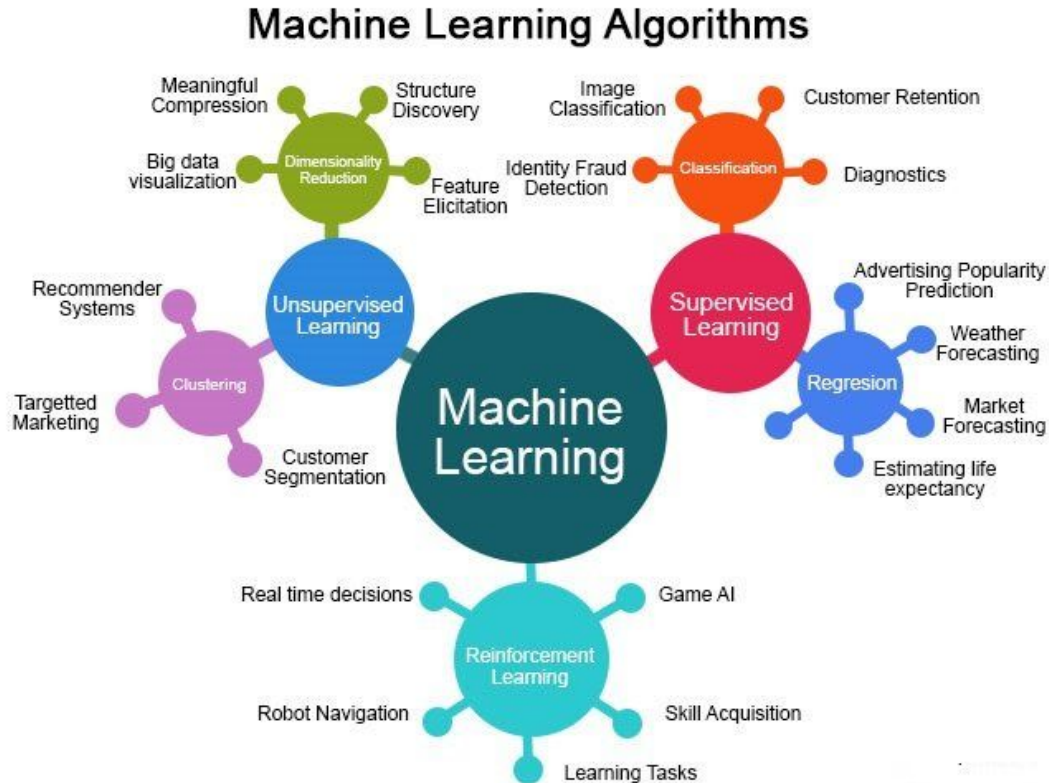 Machine Learning Algorithms
Meaningful
Compression
Structure
Discovery
Big data
visualization
Dimensionality
Reduction
Feature
Elicitation
Image
Classification
Customer Retention
Identity Fraud
Detection
Classification
Diagnostics
Recommender
Systems
Unsupervised
Learning
Clustering
Targetted
Marketing
Customer
Segmentation
Machine
Learning
Supervised
Learning
Advertising Popularity
Prediction
Weather
Forecasting
Regresion
Market
Forecasting
Estimating life
expectancy
Real time decisions
Game AI
Reinforcement
Learning
Robot Navigation
Skill Acquisition
Learning Tasks